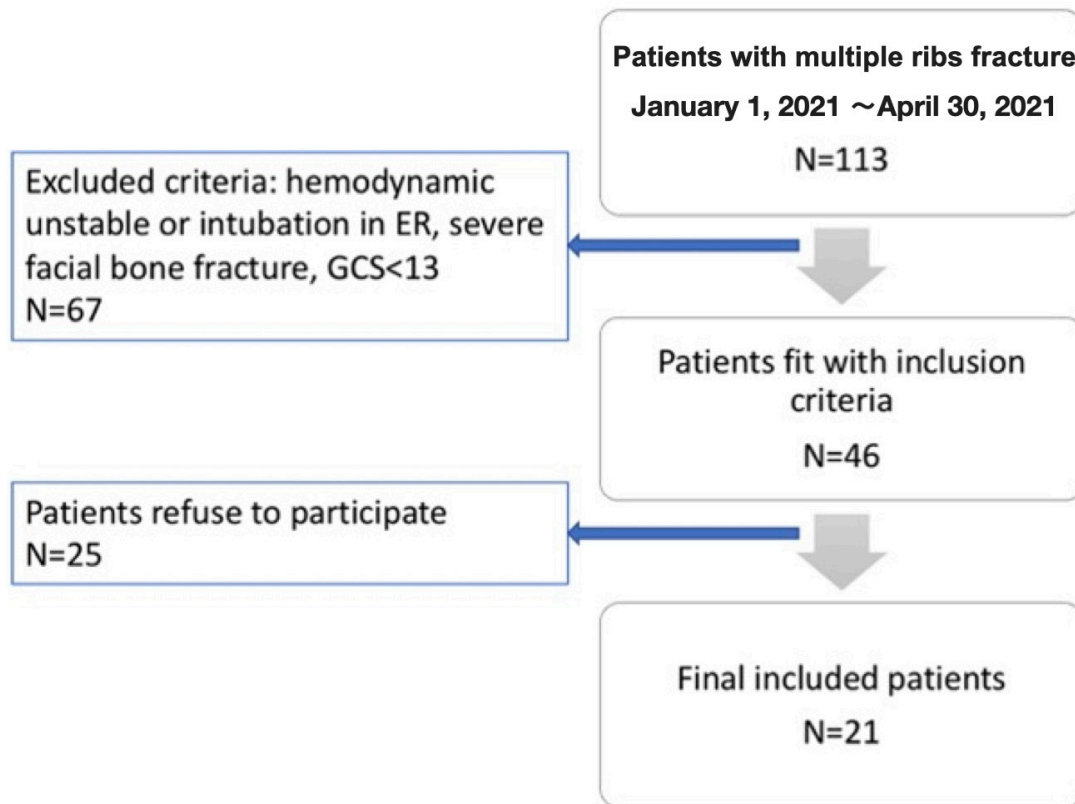 Patients with multiple ribs fracture
January 1, 2021 ～April 30, 2021
N=113
Excluded criteria: hemodynamic
unstable or intubation in ER, severe
facial bone fracture, GCS<13
N=67
Patients fit with inclusion
criteria
N=46
Patients refuse to participate
N=25
Final included patients
N=21